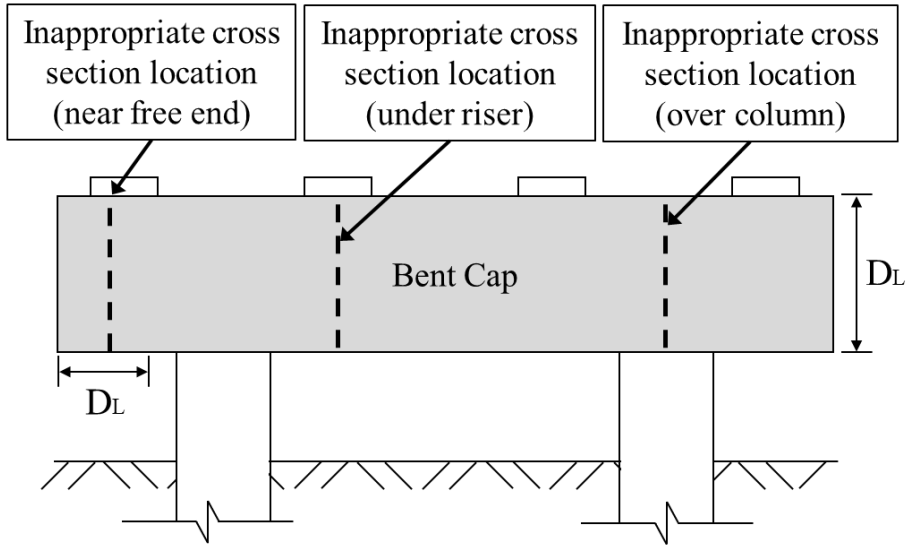 Inappropriate cross
section location
(near free end)
Inappropriate cross
section location
(under riser)
Inappropriate cross
section location
(over column)
Bent Cap
DL
DL